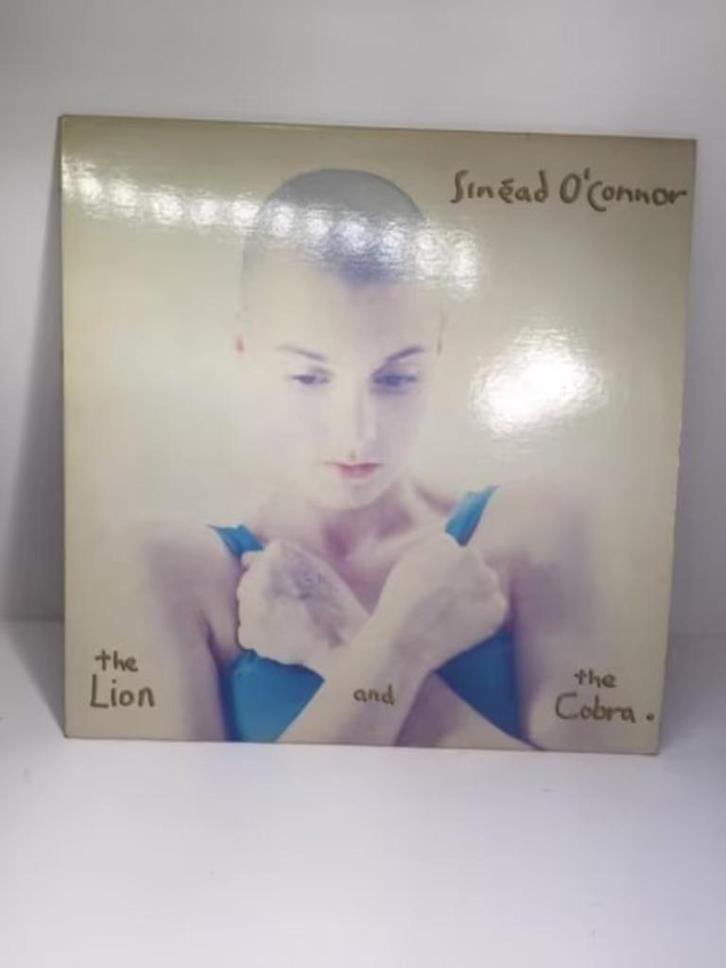 Sinéad O'Connor
the
Lion
and
the
Cobra.